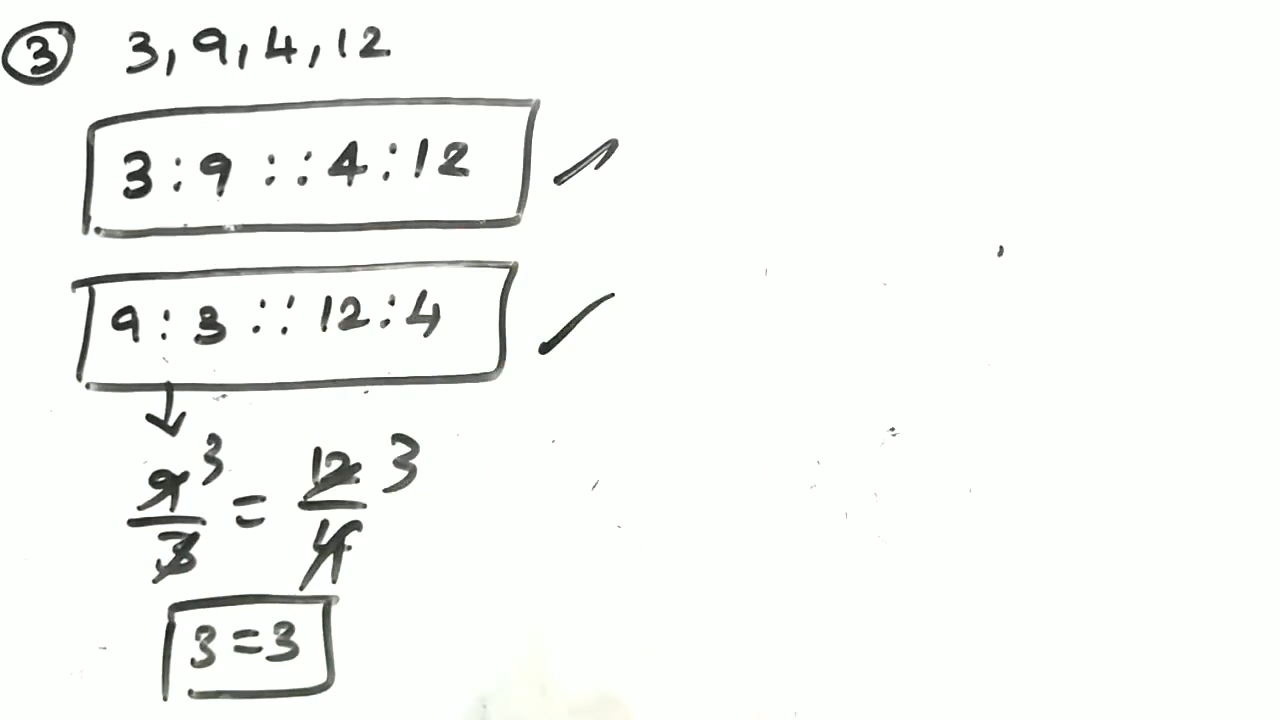 ③ 3, 9, 4, 12
3 : 9 :: 4 : 12 ✓
9 : 3 :: 12 : 4 ✓
↓
9/3 3 = 12/4 3
3 = 3